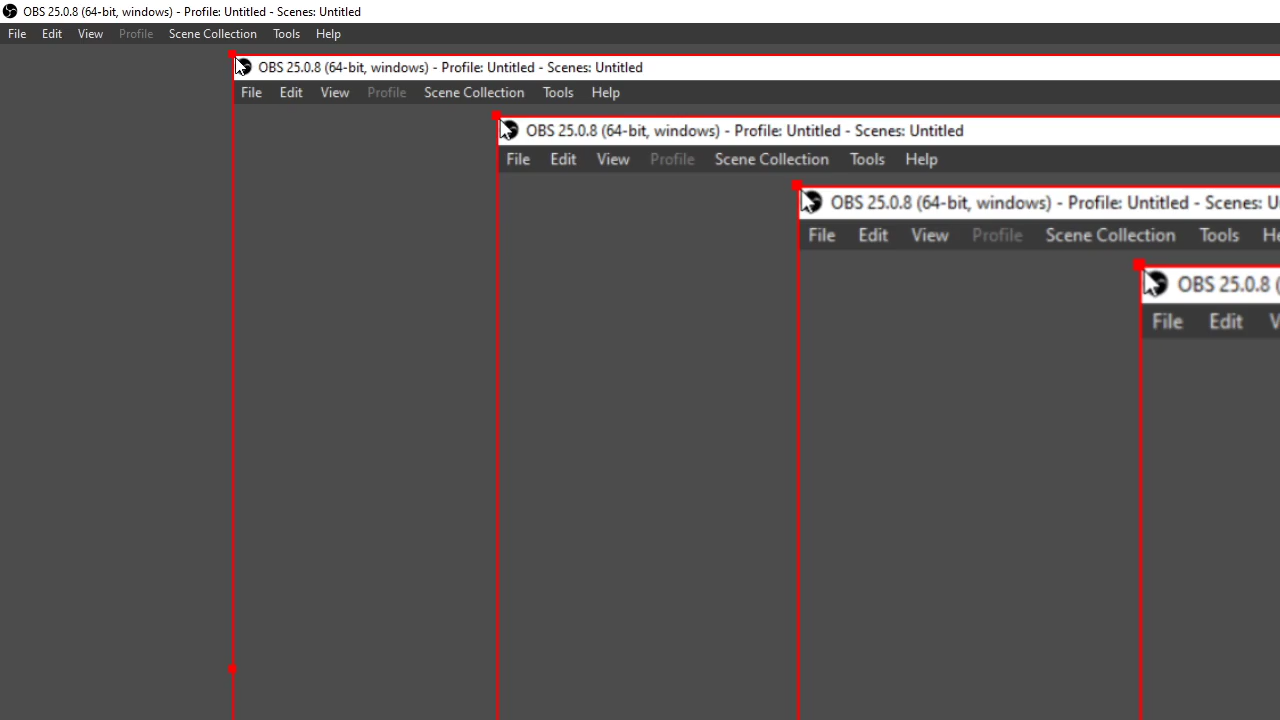 OBS 25.0.8 (64-bit, windows) - Profile: Untitled - Scenes: Untitled
File Edit View Profile Scene Collection Tools Help
OBS 25.0.8 (64-bit, windows) - Profile: Untitled - Scenes: Untitled
File Edit View Profile Scene Collection Tools Help
OBS 25.0.8 (64-bit, windows) - Profile: Untitled - Scenes: Untitled
File Edit View Profile Scene Collection Tools Help
OBS 25.0.8 (64-bit, windows) - Profile: Untitled - Scenes: U
File Edit View Profile Scene Collection Tools He
OBS 25.0.8 (
File Edit V